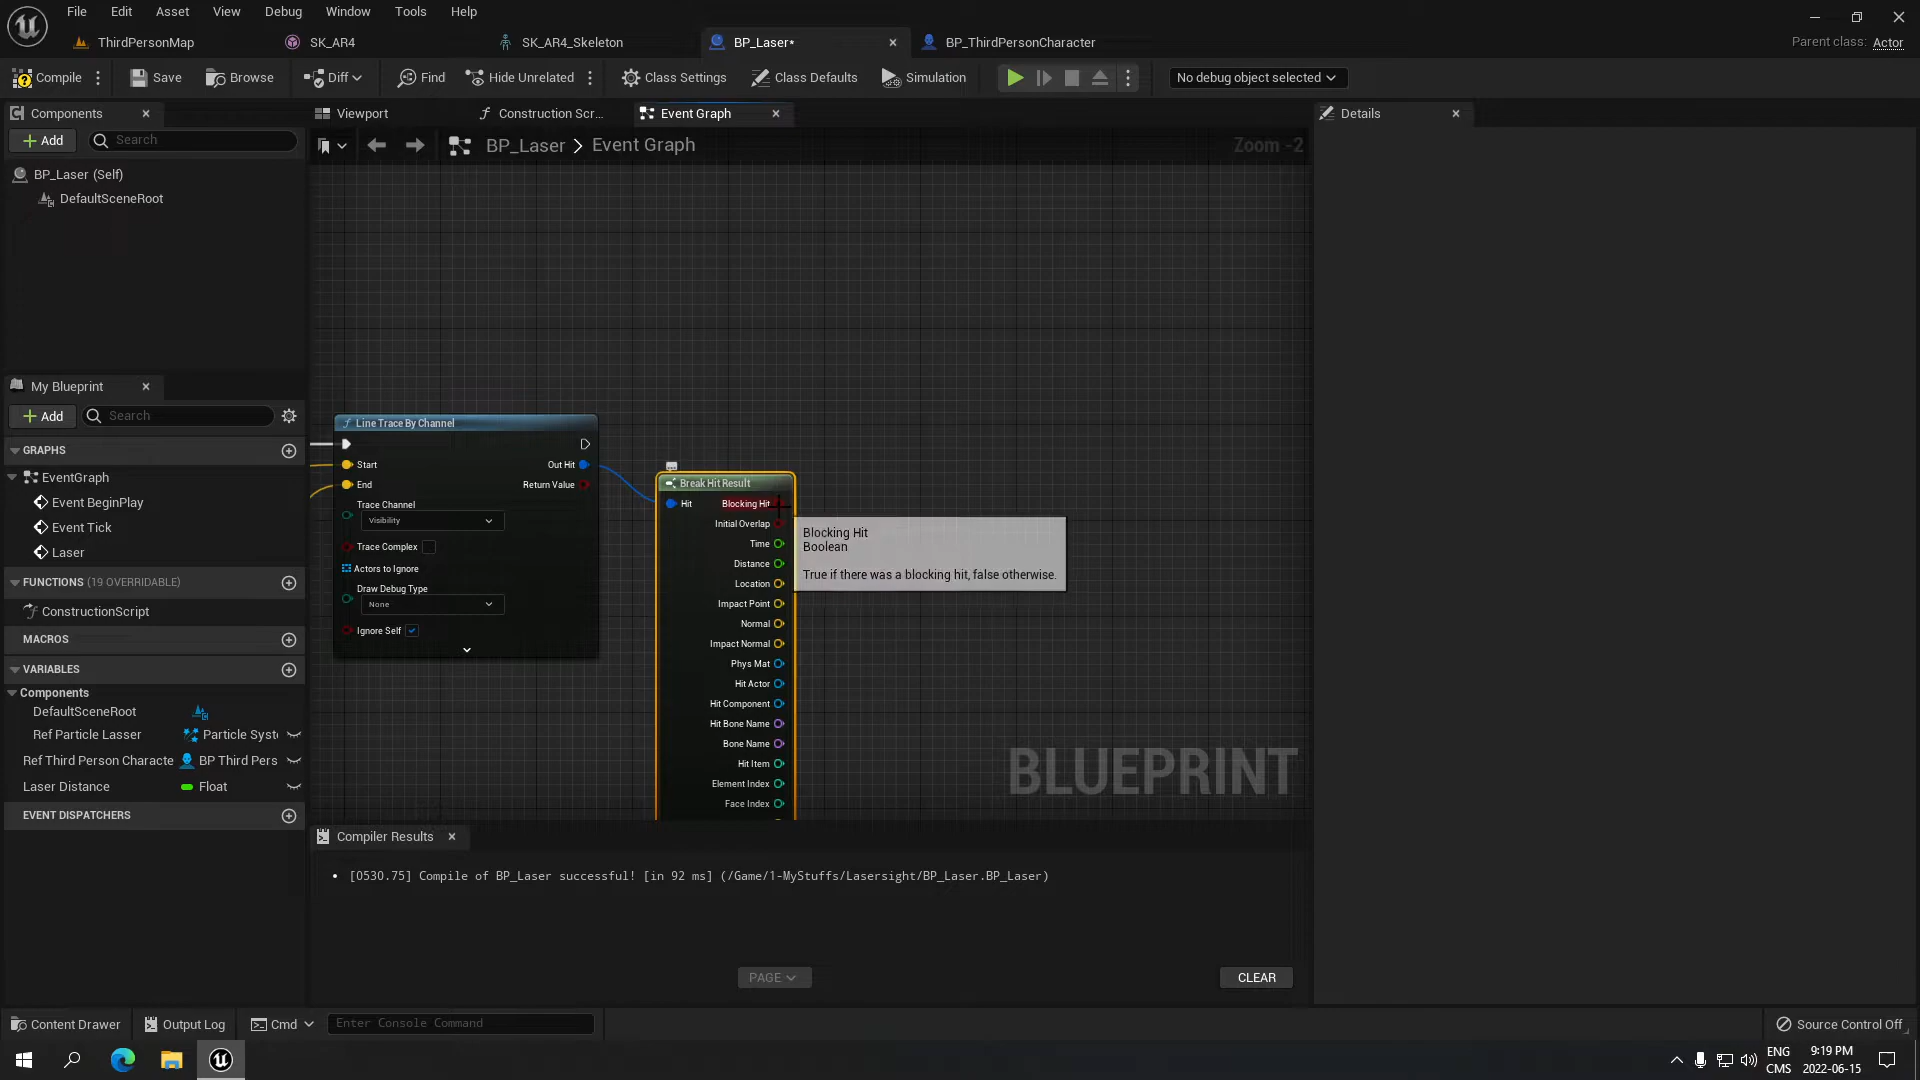 File Edit Asset View Debug Window Tools Help
ThirdPersonMap SK_AR4 SK_AR4_Skeleton BP_Laser* BP_ThirdPersonCharacter Parent class: Actor
Compile Save Browse Diff Find Hide Unrelated Class Settings Class Defaults Simulation No debug object selected
Components Viewport Construction Scr... Event Graph Details
Add Search BP_Laser > Event Graph Zoom -2
BP_Laser (Self)
DefaultSceneRoot
My Blueprint
Add Search
GRAPHS
EventGraph
Event BeginPlay
Event Tick
Laser
FUNCTIONS (19 OVERRIDABLE)
ConstructionScript
MACROS
VARIABLES
Components
DefaultSceneRoot
Ref Particle Lasser Particle Syste
Ref Third Person Characte BP Third Pers
Laser Distance Float
EVENT DISPATCHERS
Line Trace By Channel
Start Out Hit
End Return Value
Trace Channel
Visibility
Trace Complex
Actors to Ignore
Draw Debug Type
None
Ignore Self
Break Hit Result
Hit Blocking Hit
Initial Overlap
Time
Distance
Location
Impact Point
Normal
Impact Normal
Phys Mat
Hit Actor
Hit Component
Hit Bone Name
Bone Name
Hit Item
Element Index
Face Index
Blocking Hit
Boolean
True if there was a blocking hit, false otherwise.
BLUEPRINT
Compiler Results
• [0530.75] Compile of BP_Laser successful! [in 92 ms] (/Game/1-MyStuffs/Lasersight/BP_Laser.BP_Laser)
PAGE CLEAR
Content Drawer Output Log Cmd Enter Console Command Source Control Off
ENG 9:19 PM
CMS 2022-06-15